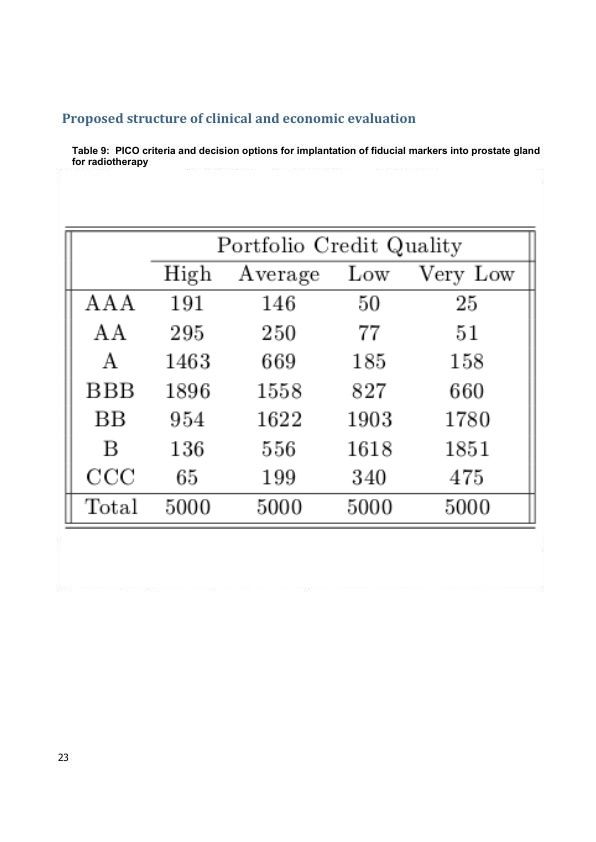 Proposed structure of clinical and economic evaluation
Table 9: PICO criteria and decision options for implantation of fiducial markers into prostate gland
for radiotherapy
Portfolio Credit Quality
High Average Low Very Low
AAA 191 146 50 25
AA 295 250 77 51
A 1463 669 185 158
BBB 1896 1558 827 660
BB 954 1622 1903 1780
B 136 556 1618 1851
CCC 65 199 340 475
Total 5000 5000 5000 5000
23